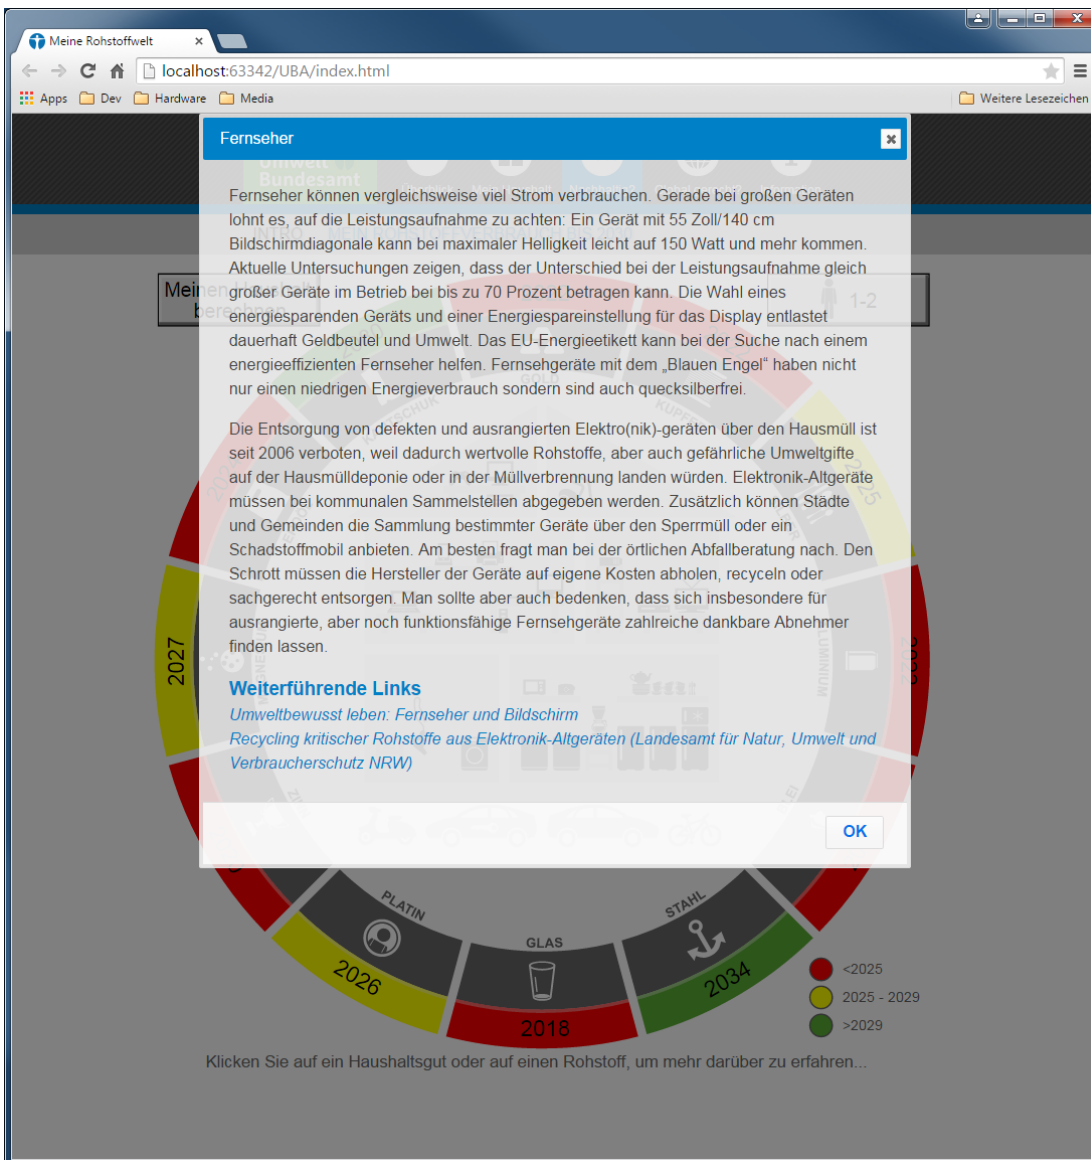 Meine Rohstoffwelt
localhost:63342/UBA/index.html
Apps Dev Hardware Media Weitere Lesezeichen
Fernseher
Umwelt
Bundesamt
Fernseher können vergleichsweise viel Strom verbrauchen. Gerade bei großen Geräten
lohnt es, auf die Leistungsaufnahme zu achten: Ein Gerät mit 55 Zoll/140 cm
Bildschirmdiagonale kann bei maximaler Helligkeit leicht auf 150 Watt und mehr kommen.
Aktuelle Untersuchungen zeigen, dass der Unterschied bei der Leistungsaufnahme gleich
großer Geräte im Betrieb bei bis zu 70 Prozent betragen kann. Die Wahl eines
energiesparenden Geräts und einer Energiespareinstellung für das Display entlastet
dauerhaft Geldbeutel und Umwelt. Das EU-Energieetikett kann bei der Suche nach einem
energieeffizienten Fernseher helfen. Fernsehgeräte mit dem „Blauen Engel“ haben nicht
nur einen niedrigen Energieverbrauch sondern sind auch quecksilberfrei.
Die Entsorgung von defekten und ausrangierten Elektro(nik)-geräten über den Hausmüll ist
seit 2006 verboten, weil dadurch wertvolle Rohstoffe, aber auch gefährliche Umweltgifte
auf der Hausmülldeponie oder in der Müllverbrennung landen würden. Elektronik-Altgeräte
müssen bei kommunalen Sammelstellen abgegeben werden. Zusätzlich können Städte
und Gemeinden die Sammlung bestimmter Geräte über den Sperrmüll oder ein
Schadstoffmobil anbieten. Am besten fragt man bei der örtlichen Abfallberatung nach. Den
Schrott müssen die Hersteller der Geräte auf eigene Kosten abholen, recyceln oder
sachgerecht entsorgen. Man sollte aber auch bedenken, dass sich insbesondere für
ausrangierte, aber noch funktionsfähige Fernsehgeräte zahlreiche dankbare Abnehmer
finden lassen.
Weiterführende Links
Umweltbewusst leben: Fernseher und Bildschirm
Recycling kritischer Rohstoffe aus Elektronik-Altgeräten (Landesamt für Natur, Umwelt und
Verbraucherschutz NRW)
OK
INTRO
1-2
GOLD
2025
2022
2027
PLATIN
2026
GLAS
2018
STAHL
2034
<2025
2025 - 2029
>2029
Klicken Sie auf ein Haushaltsgut oder auf einen Rohstoff, um mehr darüber zu erfahren...